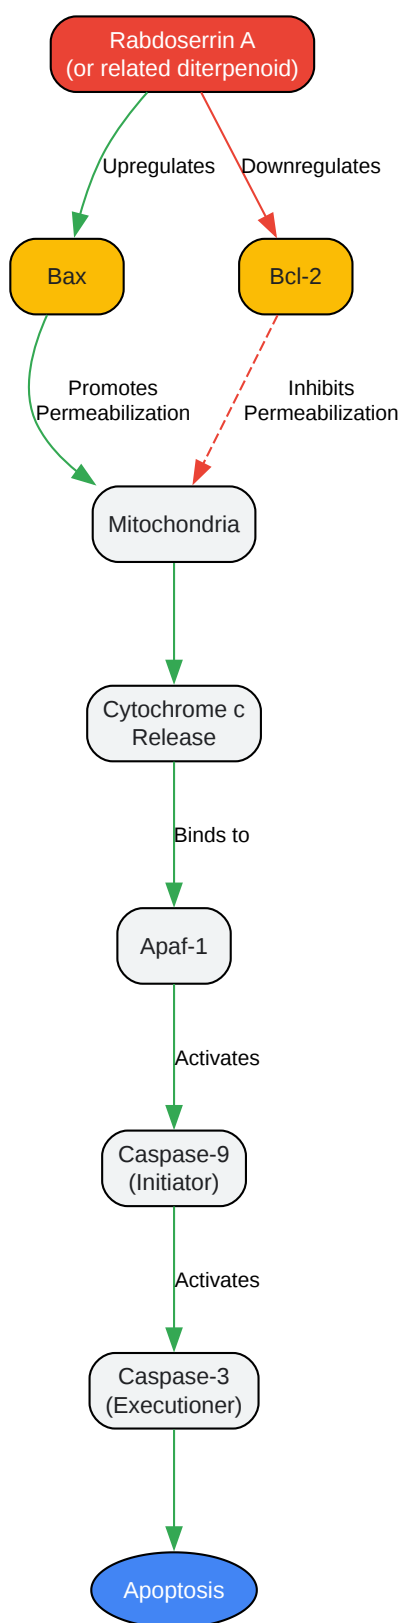 Rabdoserrin A
(or related diterpenoid)
Upregulates
Downregulates
Bax
Bcl-2
Promotes
Permeabilization
Inhibits
Permeabilization
Mitochondria
Cytochrome c
Release
Binds to
Apaf-1
Activates
Caspase-9
(Initiator)
Activates
Caspase-3
(Executioner)
Apoptosis